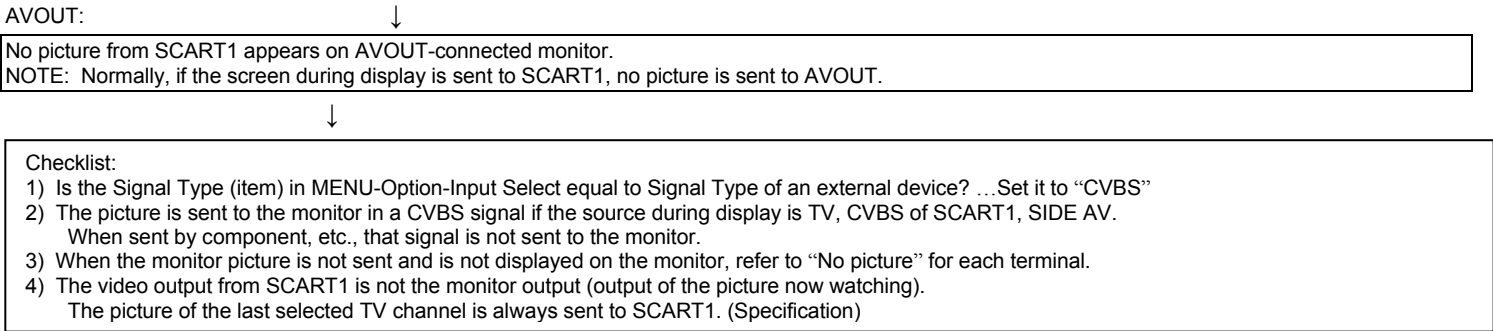 AVOUT: ↓
No picture from SCART1 appears on AVOUT-connected monitor.
NOTE: Normally, if the screen during display is sent to SCART1, no picture is sent to AVOUT.
↓
Checklist:
1) Is the Signal Type (item) in MENU-Option-Input Select equal to Signal Type of an external device? …Set it to “CVBS”
2) The picture is sent to the monitor in a CVBS signal if the source during display is TV, CVBS of SCART1, SIDE AV.
When sent by component, etc., that signal is not sent to the monitor.
3) When the monitor picture is not sent and is not displayed on the monitor, refer to “No picture” for each terminal.
4) The video output from SCART1 is not the monitor output (output of the picture now watching).
The picture of the last selected TV channel is always sent to SCART1. (Specification)